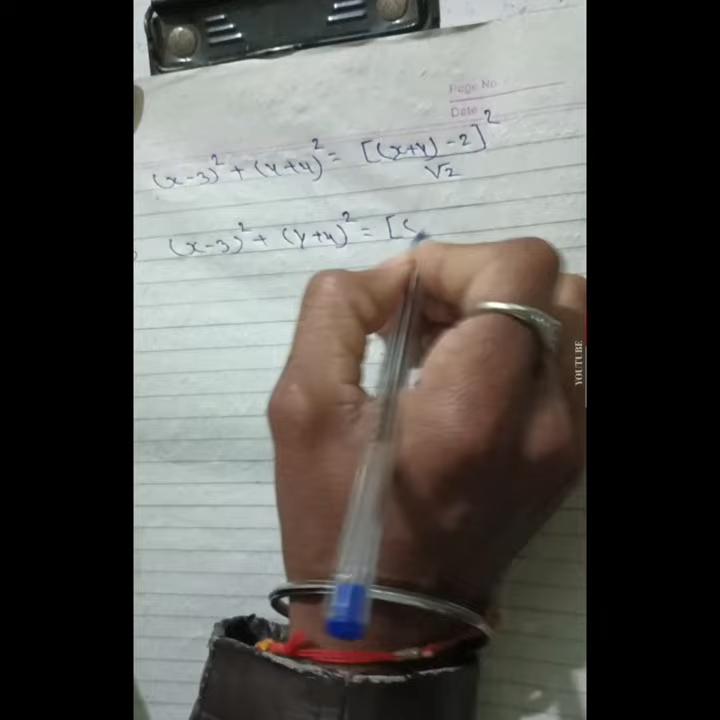 Page No
Date
(x-3)² + (y+4)² = [(x+y)-2]² / √2
(x-3)² + (y+4)² = [(
YOUTUBE